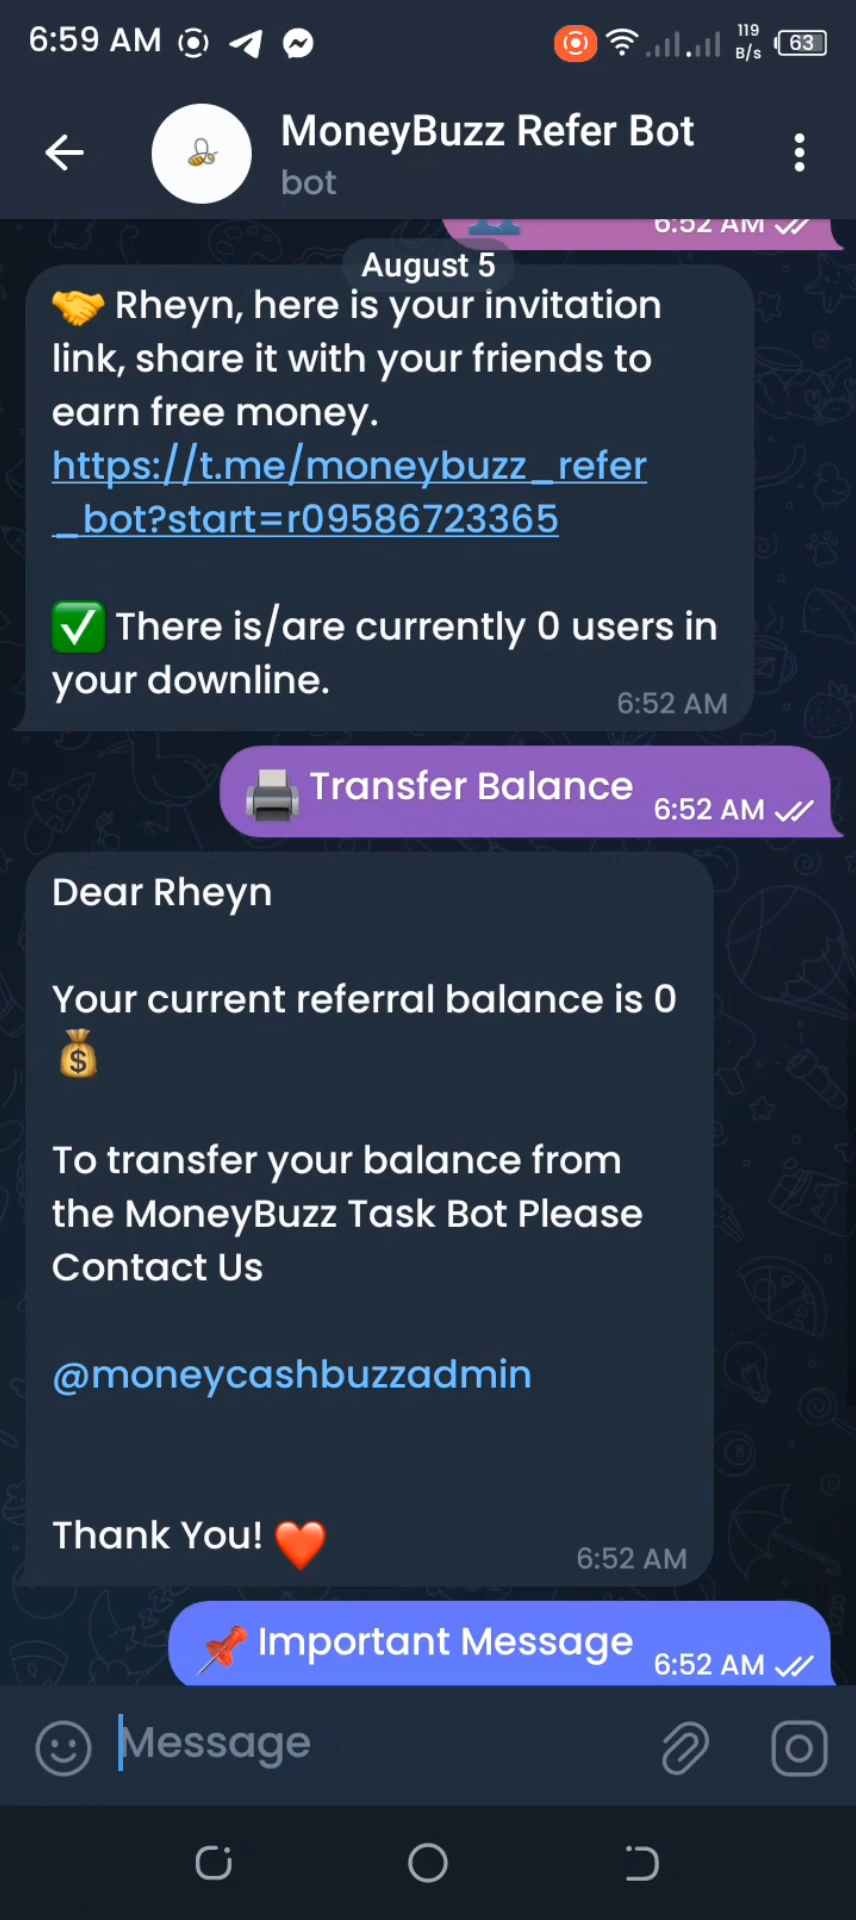 6:59 AM
119
B/s
63
MoneyBuzz Refer Bot
bot
6:52 AM
August 5
Rheyn, here is your invitation
link, share it with your friends to
earn free money.
https://t.me/moneybuzz_refer
_bot?start=r09586723365
There is/are currently 0 users in
your downline.
6:52 AM
Transfer Balance
6:52 AM
Dear Rheyn
Your current referral balance is 0
To transfer your balance from
the MoneyBuzz Task Bot Please
Contact Us
@moneycashbuzzadmin
Thank You!
6:52 AM
Important Message
6:52 AM
Message